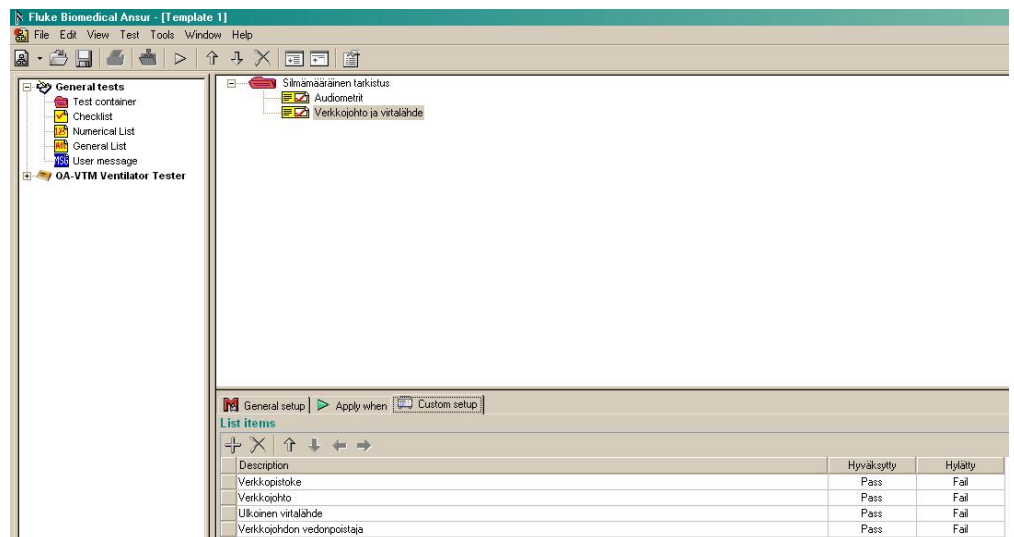 Fluke Biomedical Ansur - [Template 1]
File Edit View Test Tools Window Help
General tests
Test container
Checklist
Numerical List
General List
User message
QA-VTM Ventilator Tester
Silmämääräinen tarkistus
Audiometrit
Verkkojohto ja virtalähde
General setup Apply when Custom setup
List items
Description Hyväksytty Hylätty
Verkkopistoke Pass Fail
Verkkojohto Pass Fail
Ulkoinen virtalähde Pass Fail
Verkkojohdon vedonpoistaja Pass Fail